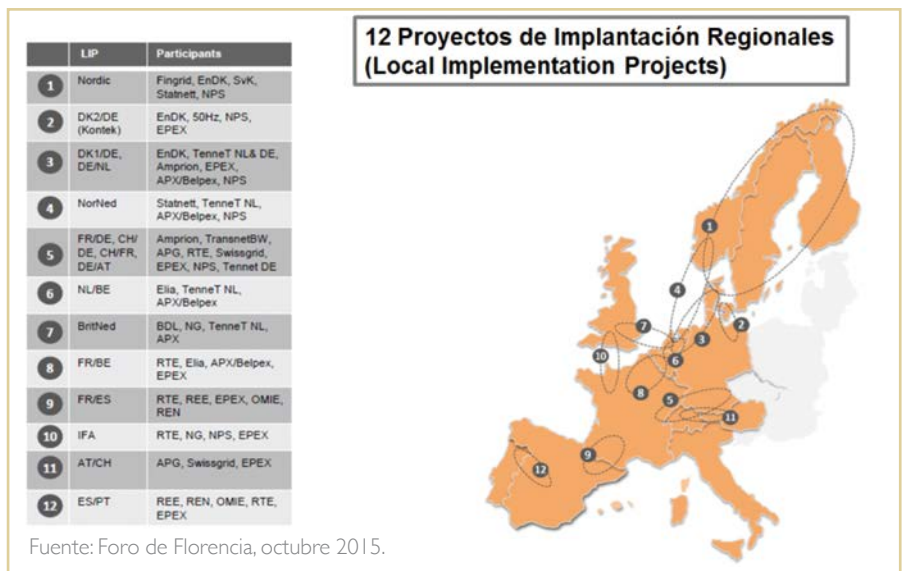 12 Proyectos de Implantación Regionales
(Local Implementation Projects)
LIP Participants
1 Nordic Fingrid, EnDK, SvK,
Statnett, NPS
2 DK2/DE EnDK, 50Hz, NPS,
(Kontek) EPEX
3 DK1/DE, EnDK, TenneT NL& DE,
DE/NL Amprion, EPEX,
APX/Belpex, NPS
4 NorNed Statnett, TenneT NL,
APX/Belpex, NPS
5 FR/DE, CH/ Amprion, TransnetBW,
DE, CH/FR, APG, RTE, Swissgrid,
DE/AT EPEX, NPS, Tennet DE
6 NL/BE Elia, TenneT NL,
APX/Belpex
7 BritNed BDL, NG, TenneT NL,
APX
8 FR/BE RTE, Elia, APX/Belpex,
EPEX
9 FR/ES RTE, REE, EPEX, OMIE,
REN
10 IFA RTE, NG, NPS, EPEX
11 AT/CH APG, Swissgrid, EPEX
12 ES/PT REE, REN, OMIE, RTE,
EPEX
1
4
7
2
3
10
6
8
5
11
9
12
Fuente: Foro de Florencia, octubre 2015.